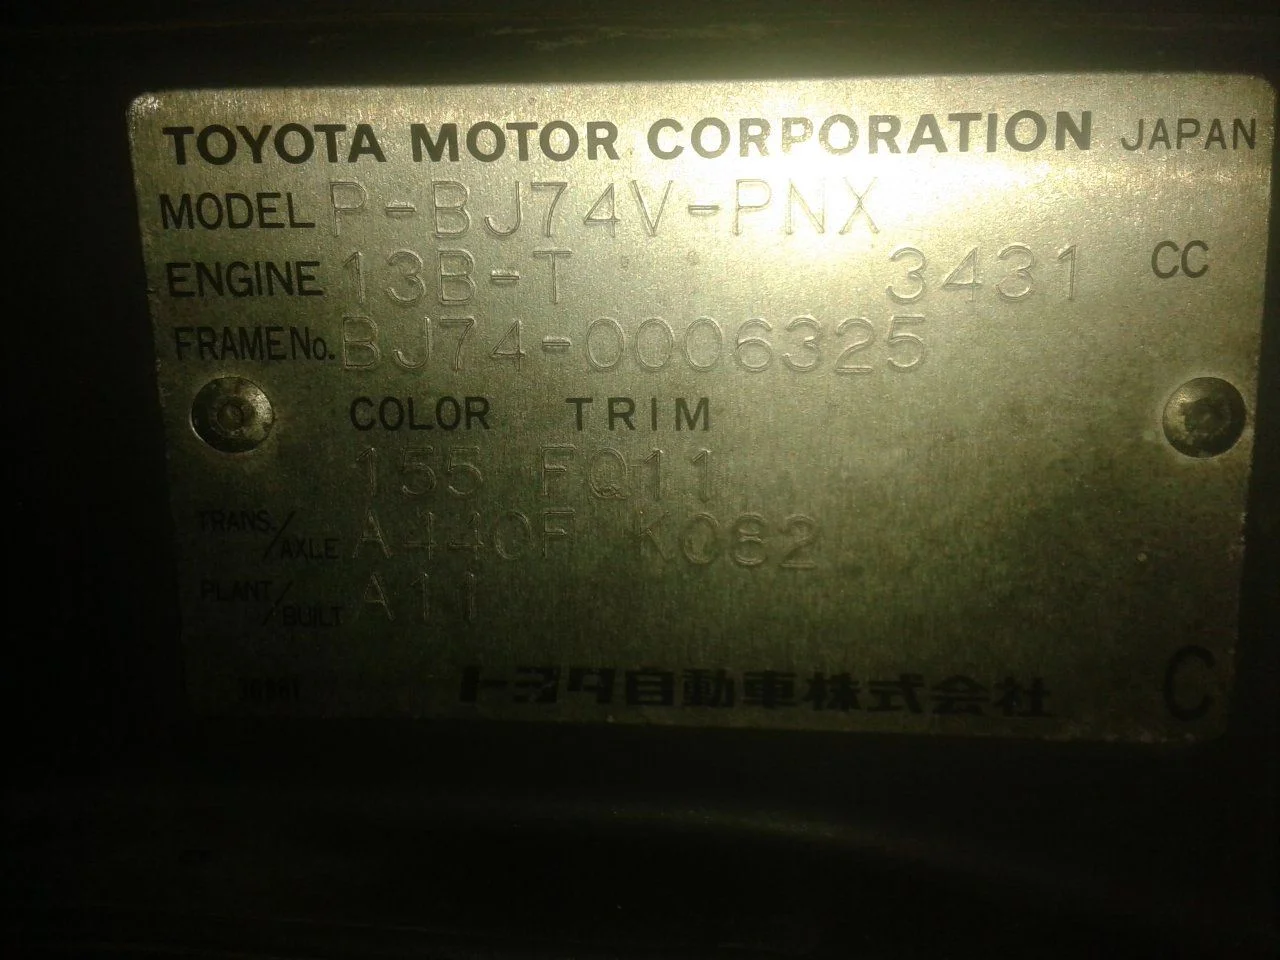 TOYOTA MOTOR CORPORATION JAPAN
MODEL P-BJ74V-PNX
ENGINE 13B-T 3431 CC
FRAME No. BJ74-0006325
COLOR TRIM
155 FQ11
TRANS./AXLE A440F K082
PLANT/BUILT A11
トヨタ自動車株式会社 C